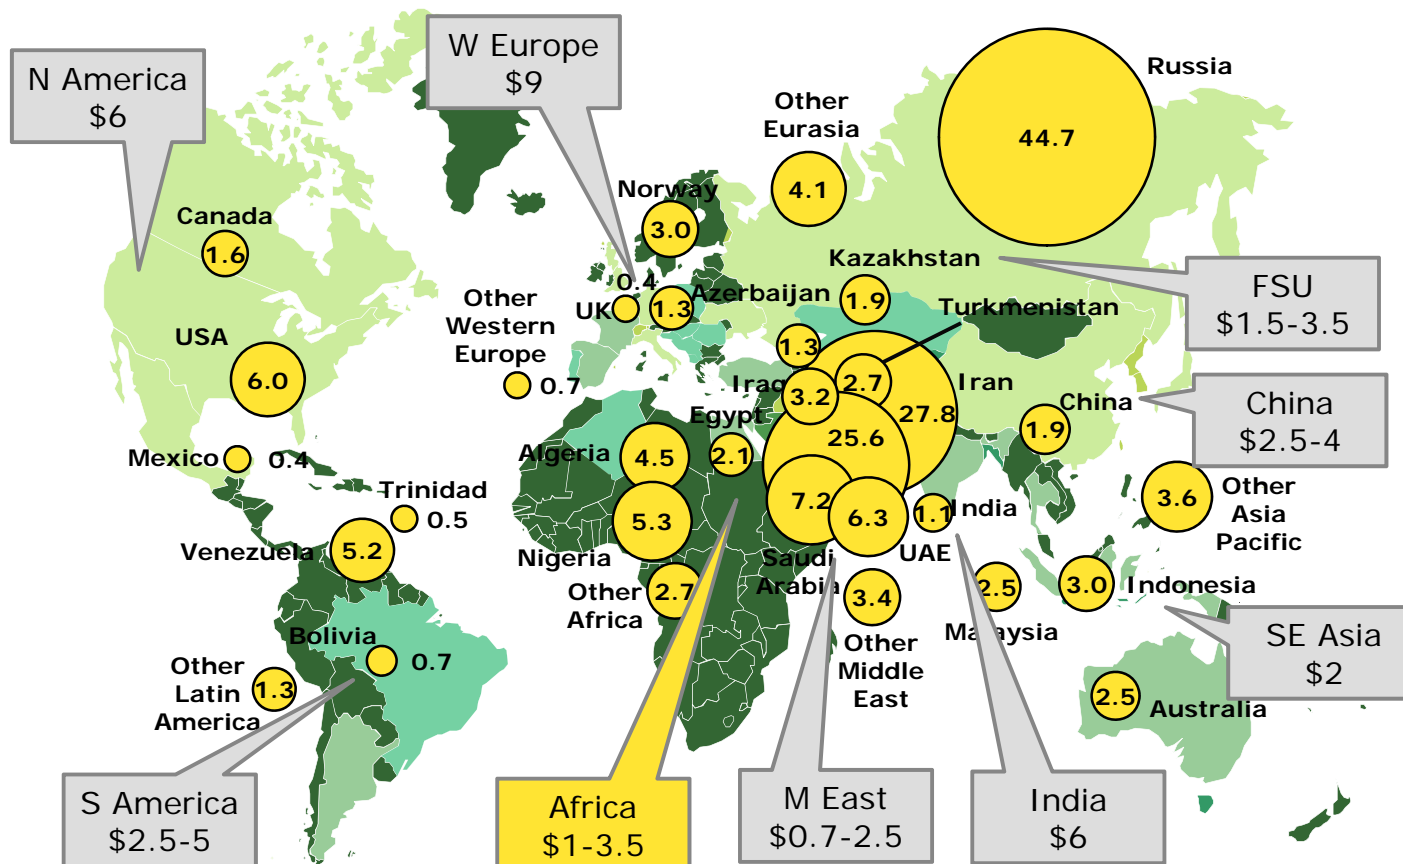 N America
$6
W Europe
$9
Russia
44.7
Other
Eurasia
4.1
Norway
3.0
Canada
1.6
Kazakhstan
1.9
FSU
$1.5-3.5
0.4
UK
1.3
Azerbaijan
1.3
Turkmenistan
2.7
Other
Western
Europe
0.7
USA
6.0
Iraq
3.2
Iran
27.8
China
1.9
China
$2.5-4
Egypt
2.1
25.6
Algeria
4.5
Mexico
0.4
Trinidad
0.5
Venezuela
5.2
5.3
Nigeria
7.2
Saudi
Arabia
6.3
UAE
1.1
India
3.6
Other
Asia
Pacific
Other
Africa
2.7
3.4
Other
Middle
East
2.5
Malaysia
3.0
Indonesia
SE Asia
$2
Bolivia
0.7
Other
Latin
America
1.3
2.5
Australia
S America
$2.5-5
Africa
$1-3.5
M East
$0.7-2.5
India
$6